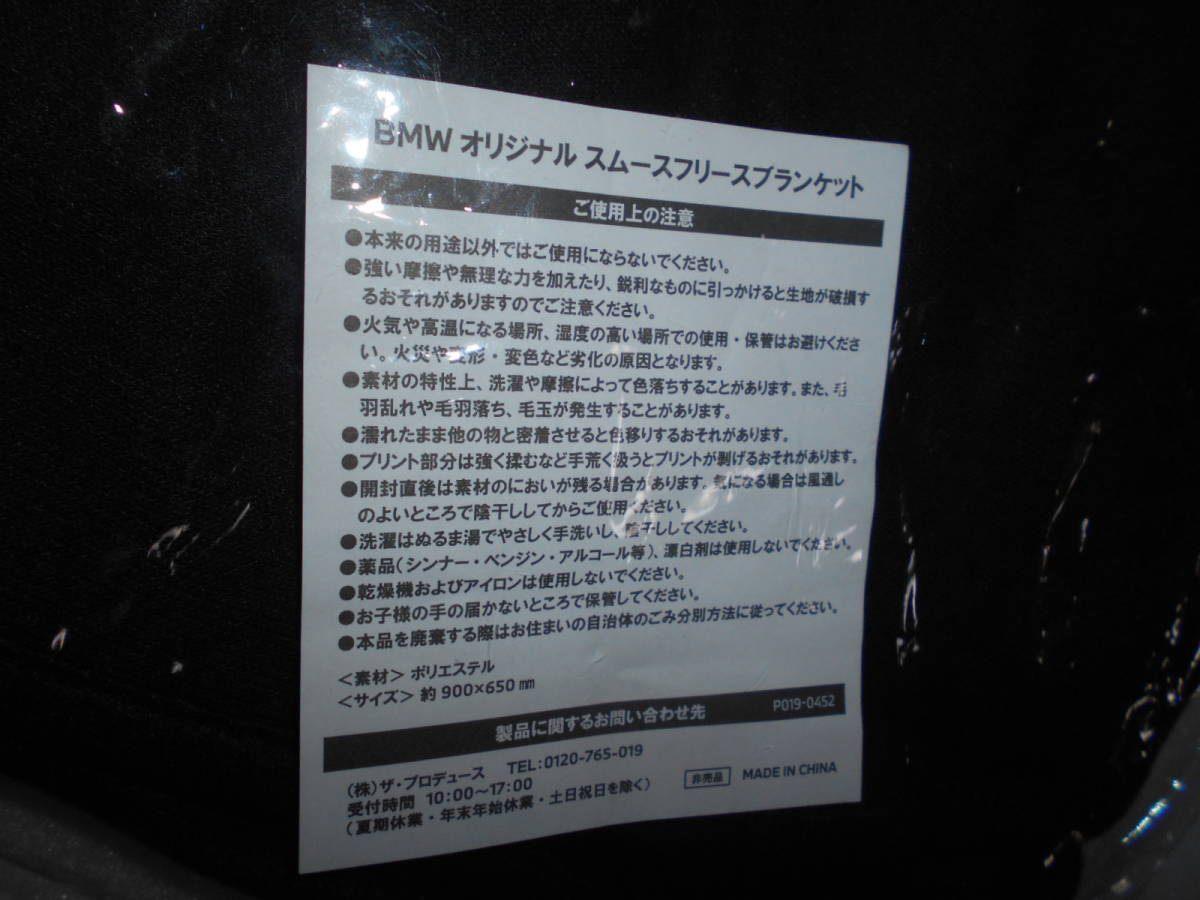 BMW オリジナル スムースフリースブランケット
ご使用上の注意
●本来の用途以外ではご使用にならないでください。
●強い摩擦や無理な力を加えたり、鋭利なものに引っかけると生地が破損す
るおそれがありますのでご注意ください。
●火気や高温になる場所、湿度の高い場所での使用・保管はお避けくださ
い。火災や変形・変色など劣化の原因となります。
●素材の特性上、洗濯や摩擦によって色落ちすることがあります。また、毛
羽乱れや毛羽落ち、毛玉が発生することがあります。
●濡れたまま他の物と密着させると色移りするおそれがあります。
●プリント部分は強く揉むなど手荒く扱うとプリントが剥げるおそれがあります。
●開封直後は素材のにおいが残る場合があります。気になる場合は風通し
のよいところで陰干ししてからご使用ください。
●洗濯はぬるま湯でやさしく手洗いし、陰干ししてください。
●薬品(シンナー・ベンジン・アルコール等)、漂白剤は使用しないでください。
●乾燥機およびアイロンは使用しないでください。
●お子様の手の届かないところで保管してください。
●本品を廃棄する際はお住まいの自治体のごみ分別方法に従ってください。
<素材> ポリエステル
<サイズ> 約900×650㎜
製品に関するお問い合わせ先 P019-0452
(株)ザ・プロデュース TEL:0120-765-019
受付時間 10:00〜17:00
(夏期休業・年末年始休業・土日祝日を除く) 非売品 MADE IN CHINA